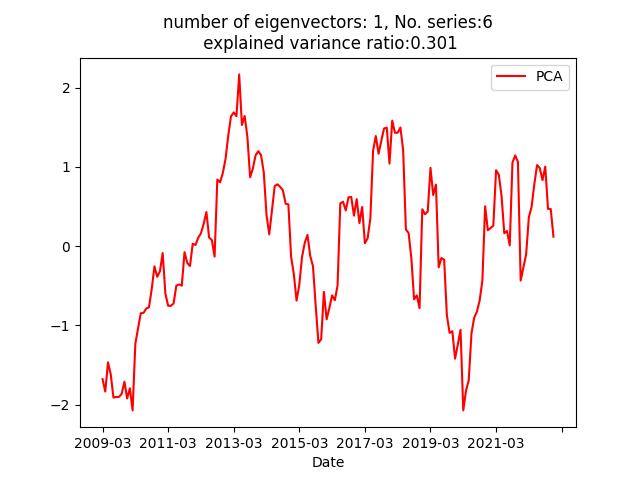 number of eigenvectors: 1, No. series:6
explained variance ratio:0.301
PCA
2
1
0
−1
−2
2009-03 2011-03 2013-03 2015-03 2017-03 2019-03 2021-03
Date